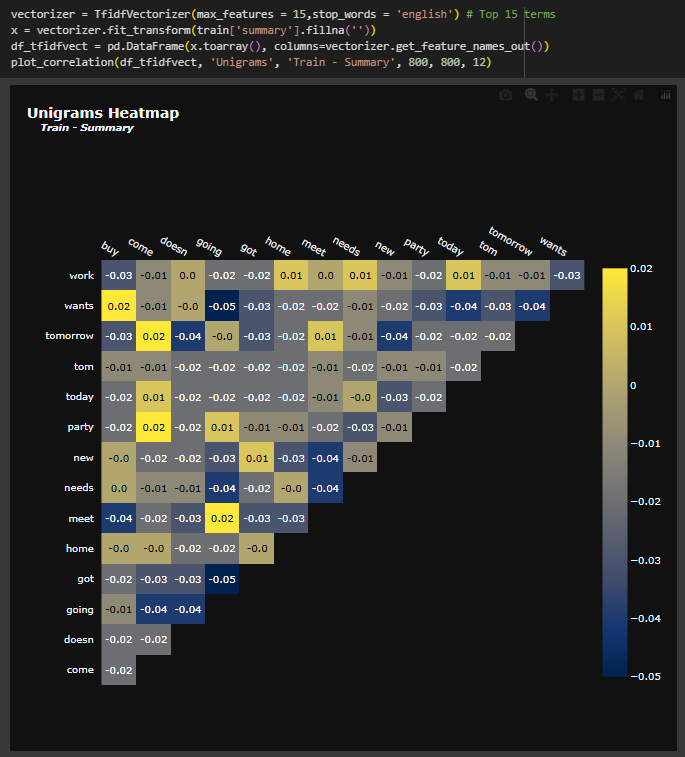 vectorizer = TfidfVectorizer(max_features = 15,stop_words = 'english') # Top 15 terms
x = vectorizer.fit_transform(train['summary'].fillna(''))
df_tfidfvect = pd.DataFrame(x.toarray(), columns=vectorizer.get_feature_names_out())
plot_correlation(df_tfidfvect, 'Unigrams', 'Train - Summary', 800, 800, 12)
Unigrams Heatmap
Train - Summary
buy come doesn going got home meet needs new party today tom tomorrow wants
work -0.03 -0.01 0.0 -0.02 -0.02 0.01 0.0 0.01 -0.01 -0.02 0.01 -0.01 -0.01 -0.03
wants 0.02 -0.01 -0.0 -0.05 -0.03 -0.02 -0.02 -0.01 -0.02 -0.03 -0.04 -0.03 -0.04
tomorrow -0.03 0.02 -0.04 -0.0 -0.03 -0.02 0.01 -0.01 -0.04 -0.02 -0.02 -0.02
tom -0.01 -0.01 -0.02 -0.02 -0.02 -0.02 -0.01 -0.02 -0.01 -0.01 -0.02
today -0.02 0.01 -0.02 -0.02 -0.02 -0.02 -0.01 -0.0 -0.03 -0.02
party -0.02 0.02 -0.02 0.01 -0.01 -0.01 -0.02 -0.03 -0.01
new -0.0 -0.02 -0.02 -0.03 0.01 -0.03 -0.04 -0.01
needs 0.0 -0.01 -0.01 -0.04 -0.02 -0.0 -0.04
meet -0.04 -0.02 -0.03 0.02 -0.03 -0.03
home -0.0 -0.0 -0.02 -0.02 -0.0
got -0.02 -0.03 -0.03 -0.05
going -0.01 -0.04 -0.04
doesn -0.02 -0.02
come -0.02
0.02
0.01
0
−0.01
−0.02
−0.03
−0.04
−0.05